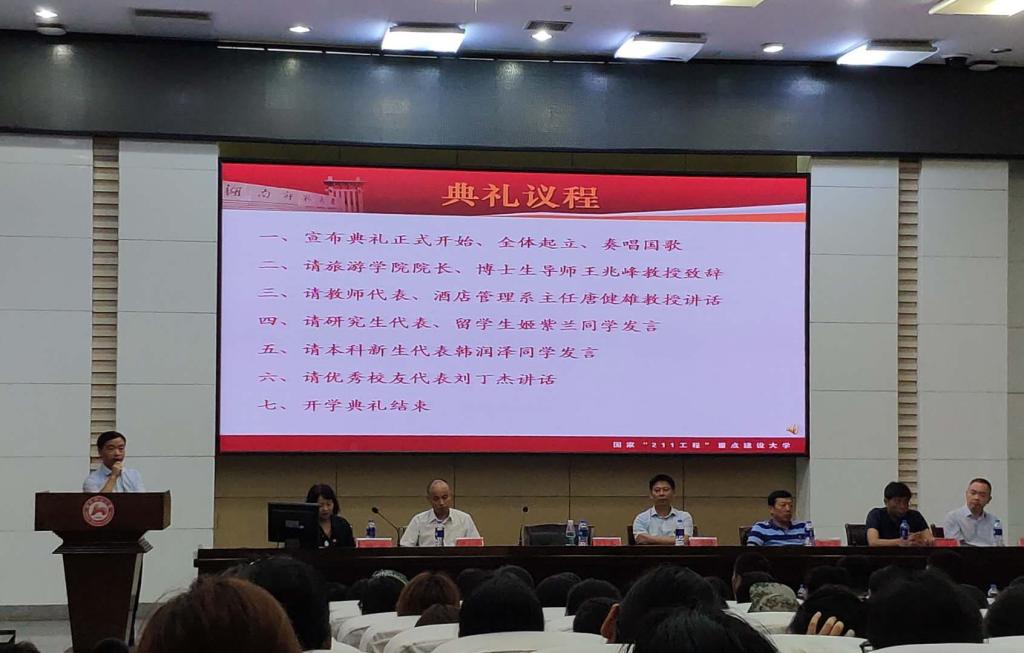 湖南师范大学
典礼议程
一、宣布典礼正式开始、全体起立、奏唱国歌
二、请旅游学院院长、博士生导师王兆峰教授致辞
三、请教师代表、酒店管理系主任唐健雄教授讲话
四、请研究生代表、留学生姬紫兰同学发言
五、请本科新生代表韩润泽同学发言
六、请优秀校友代表刘丁杰讲话
七、开学典礼结束
国家“211工程”重点建设大学